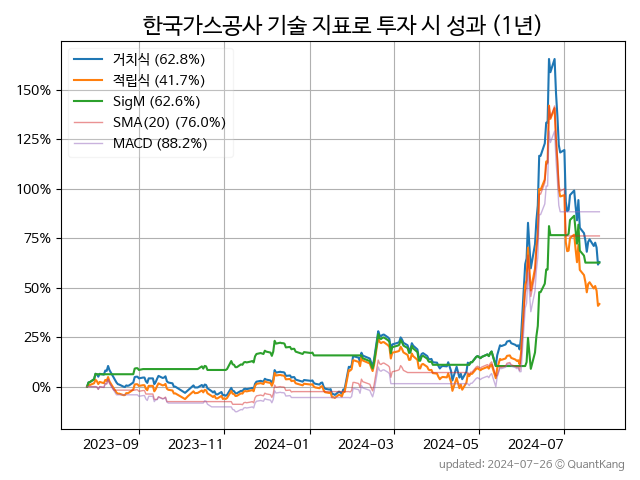 한국가스공사 기술 지표로 투자 시 성과 (1년)
거치식 (62.8%)
적립식 (41.7%)
SigM (62.6%)
SMA(20) (76.0%)
MACD (88.2%)
150%
125%
100%
75%
50%
25%
0%
2023-09 2023-11 2024-01 2024-03 2024-05 2024-07
updated: 2024-07-26 © QuantKang